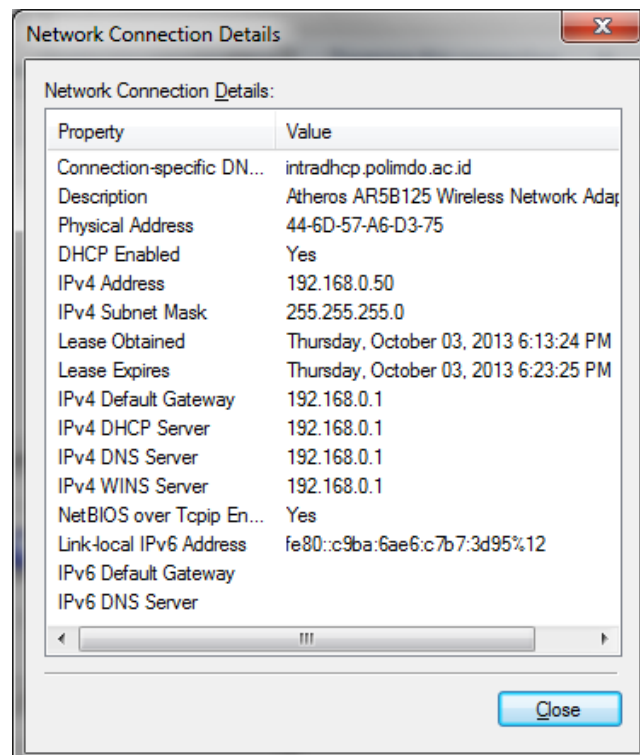 Network Connection Details
Network Connection Details:
Property Value
Connection-specific DN... intradhcp.polimdo.ac.id
Description Atheros AR5B125 Wireless Network Adap
Physical Address 44-6D-57-A6-D3-75
DHCP Enabled Yes
IPv4 Address 192.168.0.50
IPv4 Subnet Mask 255.255.255.0
Lease Obtained Thursday, October 03, 2013 6:13:24 PM
Lease Expires Thursday, October 03, 2013 6:23:25 PM
IPv4 Default Gateway 192.168.0.1
IPv4 DHCP Server 192.168.0.1
IPv4 DNS Server 192.168.0.1
IPv4 WINS Server 192.168.0.1
NetBIOS over Tcpip En... Yes
Link-local IPv6 Address fe80::c9ba:6ae6:c7b7:3d95%12
IPv6 Default Gateway
IPv6 DNS Server
Close